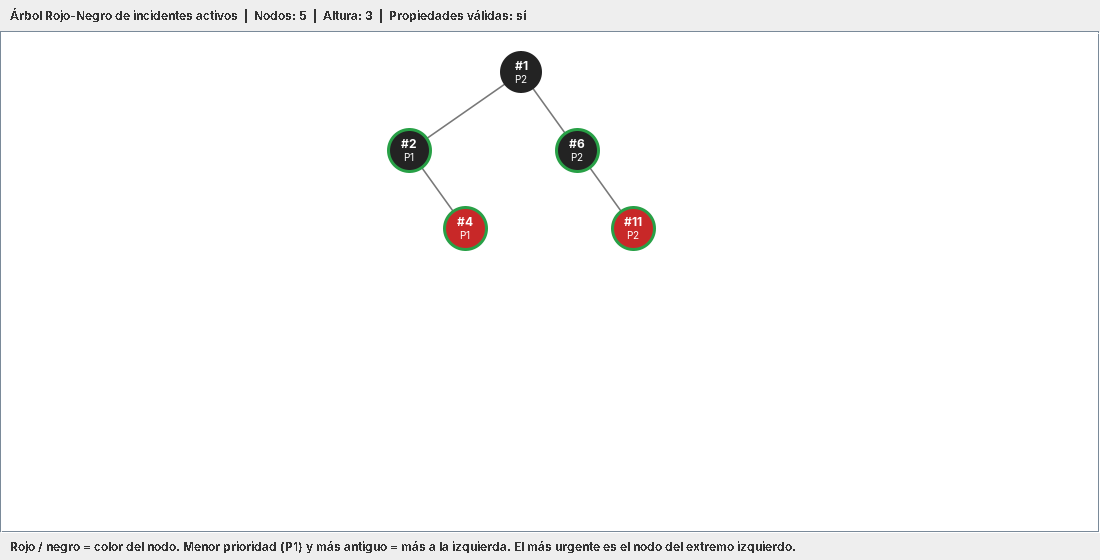 Árbol Rojo-Negro de incidentes activos | Nodos: 5 | Altura: 3 | Propiedades válidas: sí
#1
P2
#2
P1
#6
P2
#4
P1
#11
P2
Rojo / negro = color del nodo. Menor prioridad (P1) y más antiguo = más a la izquierda. El más urgente es el nodo del extremo izquierdo.